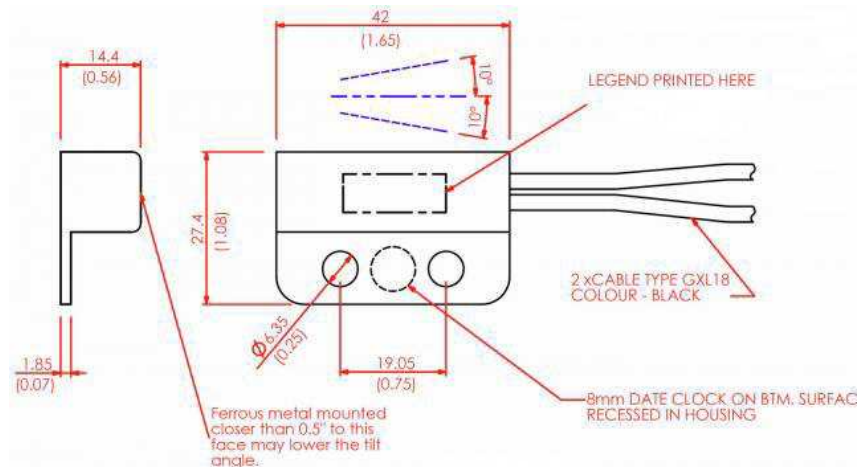 42
(1.65)
14.4
(0.56)
10°
10°
LEGEND PRINTED HERE
27.4
(1.08)
2 xCABLE TYPE GXL18
COLOUR - BLACK
Ø6.35
(0.25)
1.85
(0.07)
19.05
(0.75)
8mm DATE CLOCK ON BTM. SURFAC
RECESSED IN HOUSING
Ferrous metal mounted
closer than 0.5" to this
face may lower the tilt
angle.